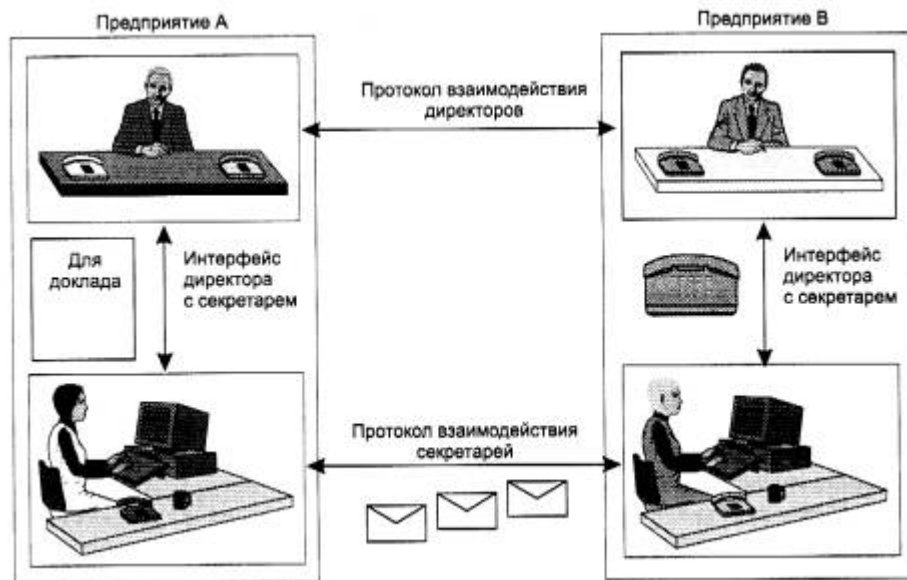 Предприятие А
Предприятие В
Протокол взаимодействия
директоров
Для
доклада
Интерфейс
директора
с секретарем
Интерфейс
директора
с секретарем
Протокол взаимодействия
секретарей